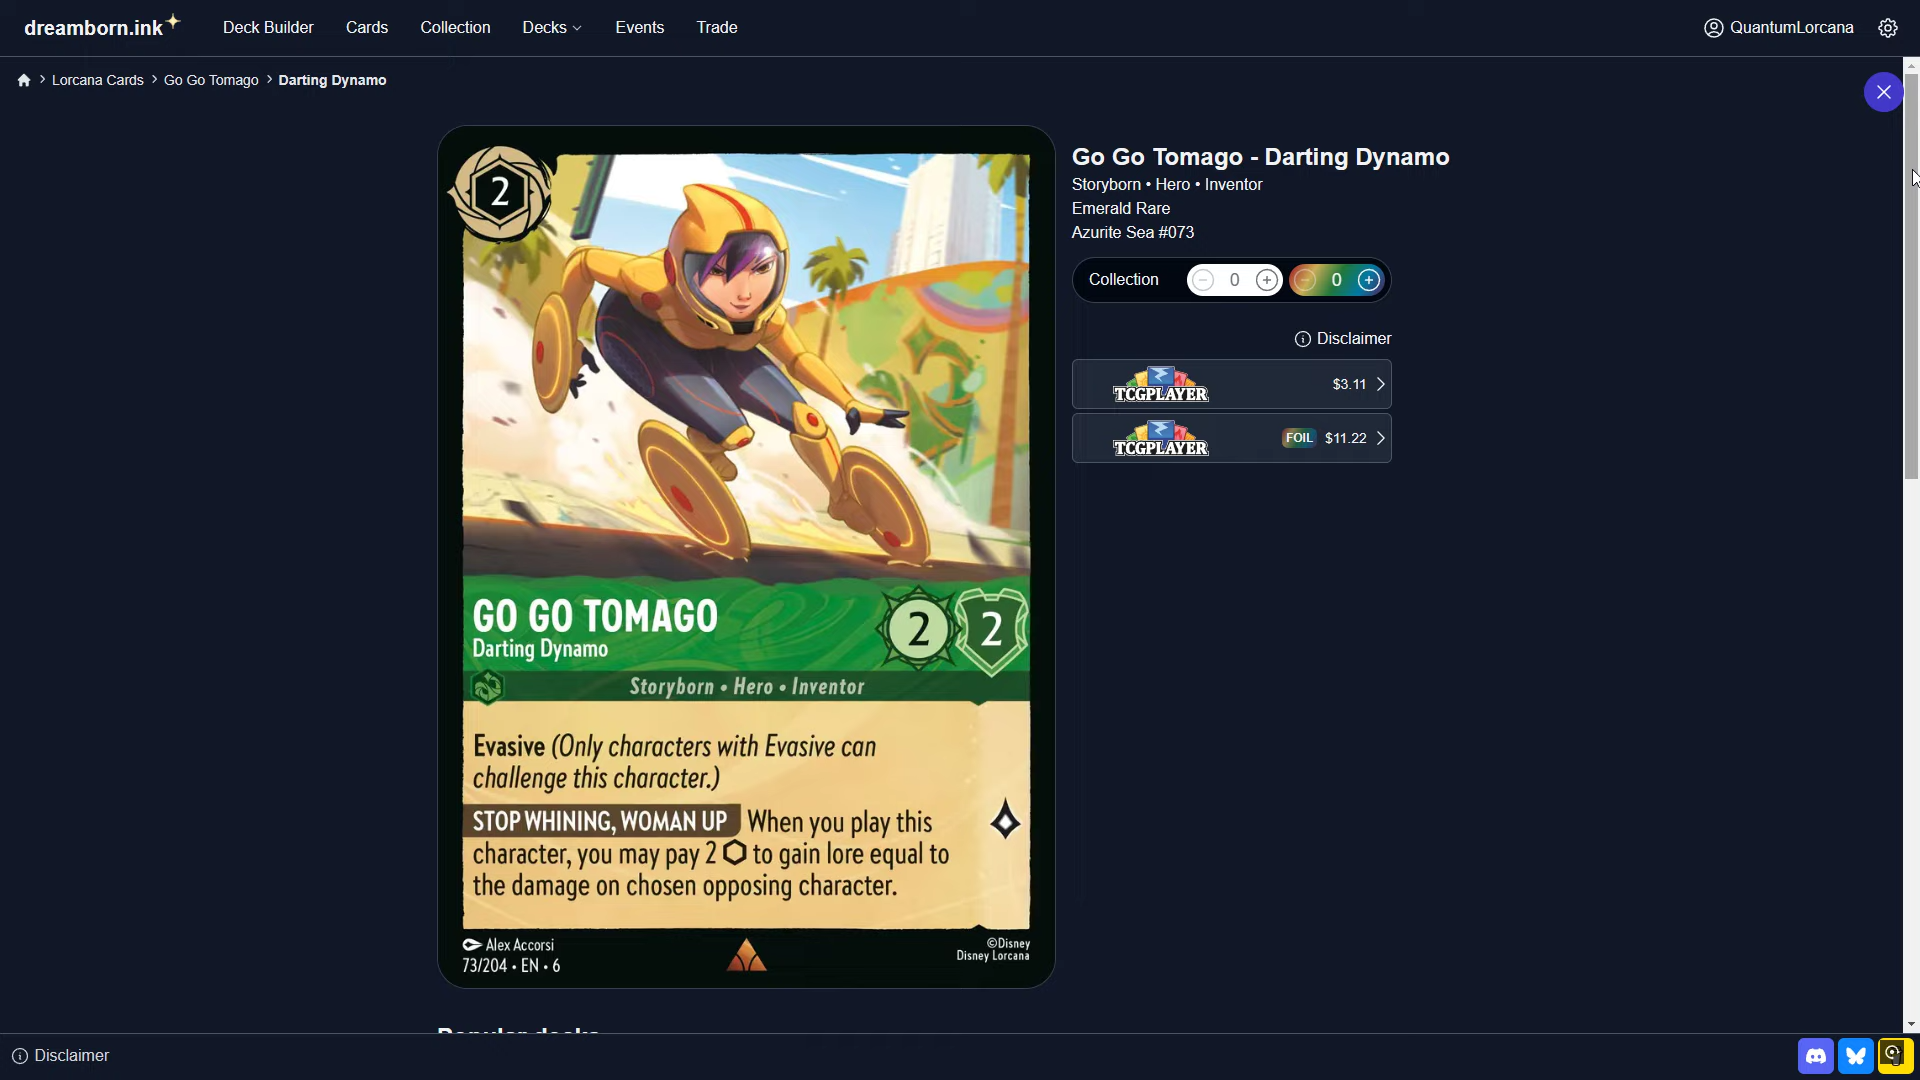 dreamborn.ink
Deck Builder
Cards
Collection
Decks
Events
Trade
QuantumLorcana
Lorcana Cards
Go Go Tomago
Darting Dynamo
2
Go Go Tomago - Darting Dynamo
Storyborn • Hero • Inventor
Emerald Rare
Azurite Sea #073
Collection
0
0
Disclaimer
TCGPLAYER
$3.11
TCGPLAYER
FOIL
$11.22
GO GO TOMAGO
Darting Dynamo
2
2
Storyborn • Hero • Inventor
Evasive (Only characters with Evasive can
challenge this character.)
STOP WHINING, WOMAN UP When you play this
character, you may pay 2 to gain lore equal to
the damage on chosen opposing character.
Alex Accorsi
73/204 • EN • 6
©Disney
Disney Lorcana
Disclaimer